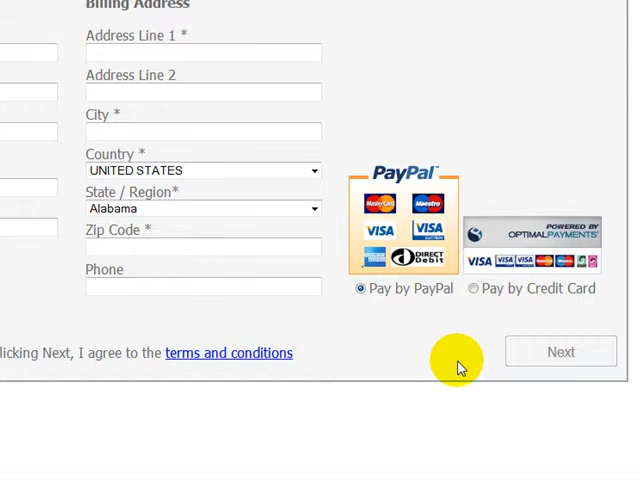 Billing Address
Address Line 1 *
Address Line 2
City *
Country *
UNITED STATES
State / Region*
Alabama
Zip Code *
Phone
PayPal
MasterCard
Maestro
VISA
VISA
ELECTRON
DIRECT
Debit
POWERED BY
OPTIMALPAYMENTS
VISA VISA VISA
Pay by PayPal
Pay by Credit Card
licking Next, I agree to the terms and conditions
Next